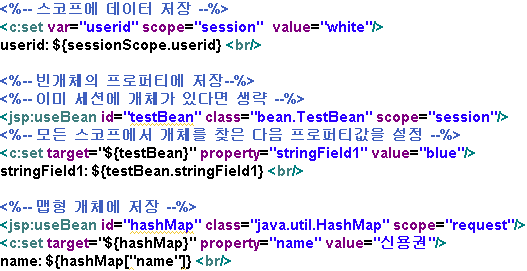 <%-- 스코프에 데이터 저장 --%>
<c:set var="userid" scope="session" value="white"/>
userid: ${sessionScope.userid} <br/>
<%-- 빈개체의 프로퍼티에 저장--%>
<%-- 이미 세션에 개체가 있다면 생략 --%>
<jsp:useBean id="testBean" class="bean.TestBean" scope="session"/>
<%-- 모든 스코프에서 개체를 찾은 다음 프로퍼티값을 설정 --%>
<c:set target="${testBean}" property="stringField1" value="blue"/>
stringField1: ${testBean.stringField1} <br/>
<%-- 맵형 개체에 저장 --%>
<jsp:useBean id="hashMap" class="java.util.HashMap" scope="request"/>
<c:set target="${hashMap}" property="name" value="신용권"/>
name: ${hashMap["name"]} <br/>